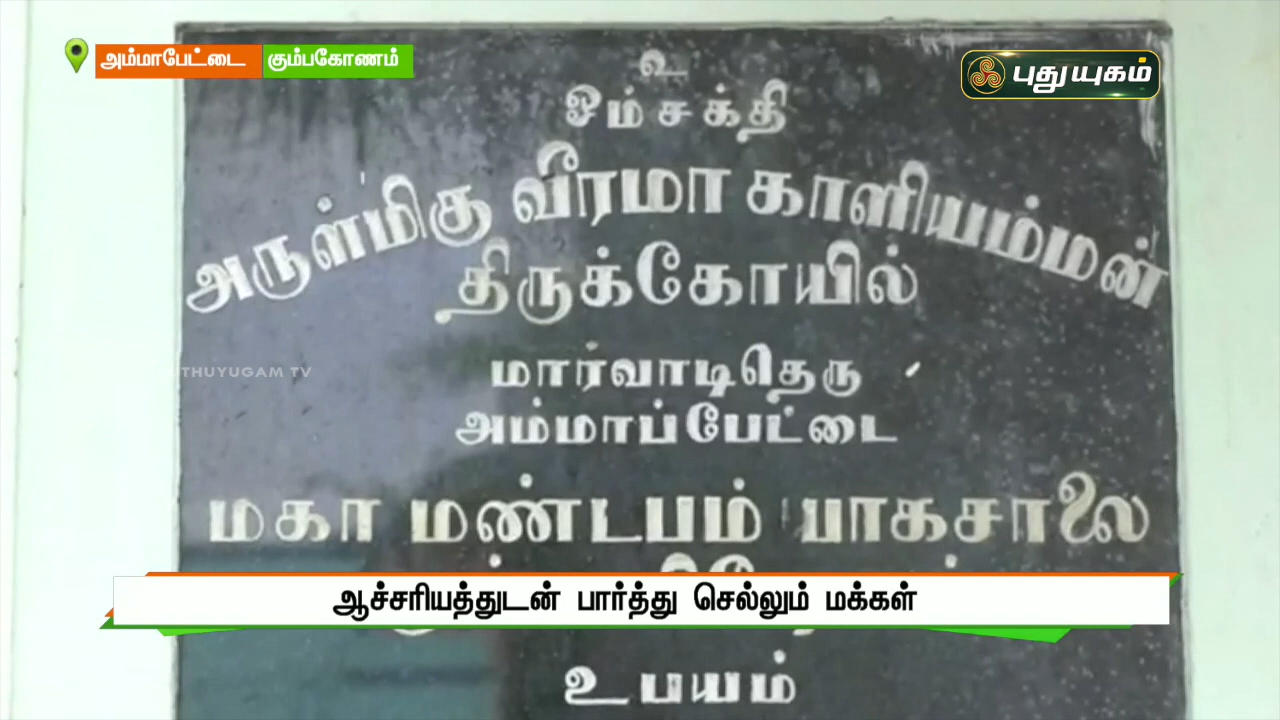 அம்மாபேட்டை கும்பகோணம்
புதுயுகம்
உ
ஓம்சக்தி
அருள்மிகு வீரமா காளியம்மன்
திருக்கோயில்
THUYUGAM TV
மார்வாடிதெரு
அம்மாப்பேட்டை
மகா மண்டபம் யாகசாலை
ஆச்சரியத்துடன் பார்த்து செல்லும் மக்கள்
உபயம்